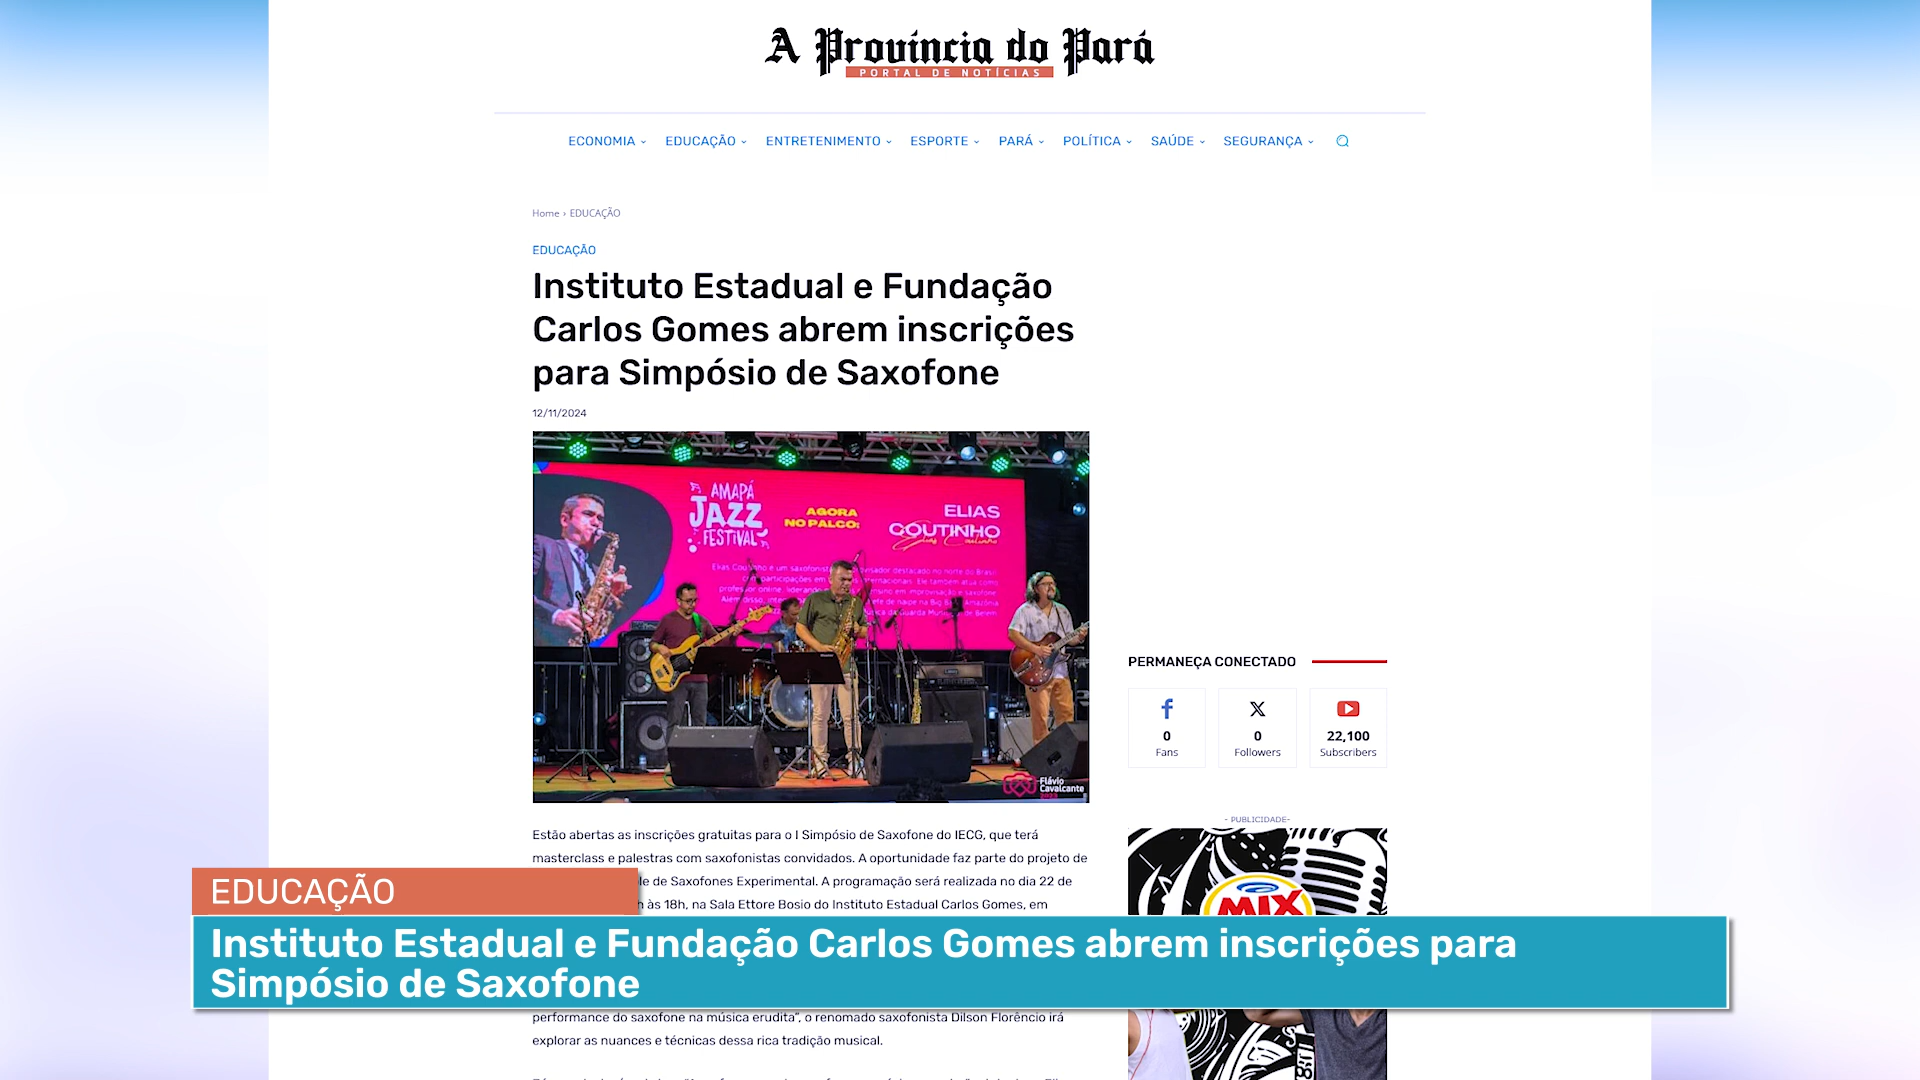 A Província do Pará
PORTAL DE NOTÍCIAS
ECONOMIA EDUCAÇÃO ENTRETENIMENTO ESPORTE PARÁ POLÍTICA SAÚDE SEGURANÇA
Home › EDUCAÇÃO
EDUCAÇÃO
Instituto Estadual e Fundação
Carlos Gomes abrem inscrições
para Simpósio de Saxofone
12/11/2024
AMAPÁ
JAZZ
FESTIVAL
AGORA
NO PALCO:
ELIAS
COUTINHO
Elias Coutinho
Flávio
Cavalcante
2023
Estão abertas as inscrições gratuitas para o I Simpósio de Saxofone do IECG, que terá
masterclass e palestras com saxofonistas convidados. A oportunidade faz parte do projeto de
de Saxofones Experimental. A programação será realizada no dia 22 de
às 18h, na Sala Ettore Bosio do Instituto Estadual Carlos Gomes, em
performance do saxofone na música erudita”, o renomado saxofonista Dilson Florêncio irá
explorar as nuances e técnicas dessa rica tradição musical.
PERMANEÇA CONECTADO
0 0 22,100
Fans Followers Subscribers
- PUBLICIDADE-
MIX
EDUCAÇÃO
Instituto Estadual e Fundação Carlos Gomes abrem inscrições para
Simpósio de Saxofone